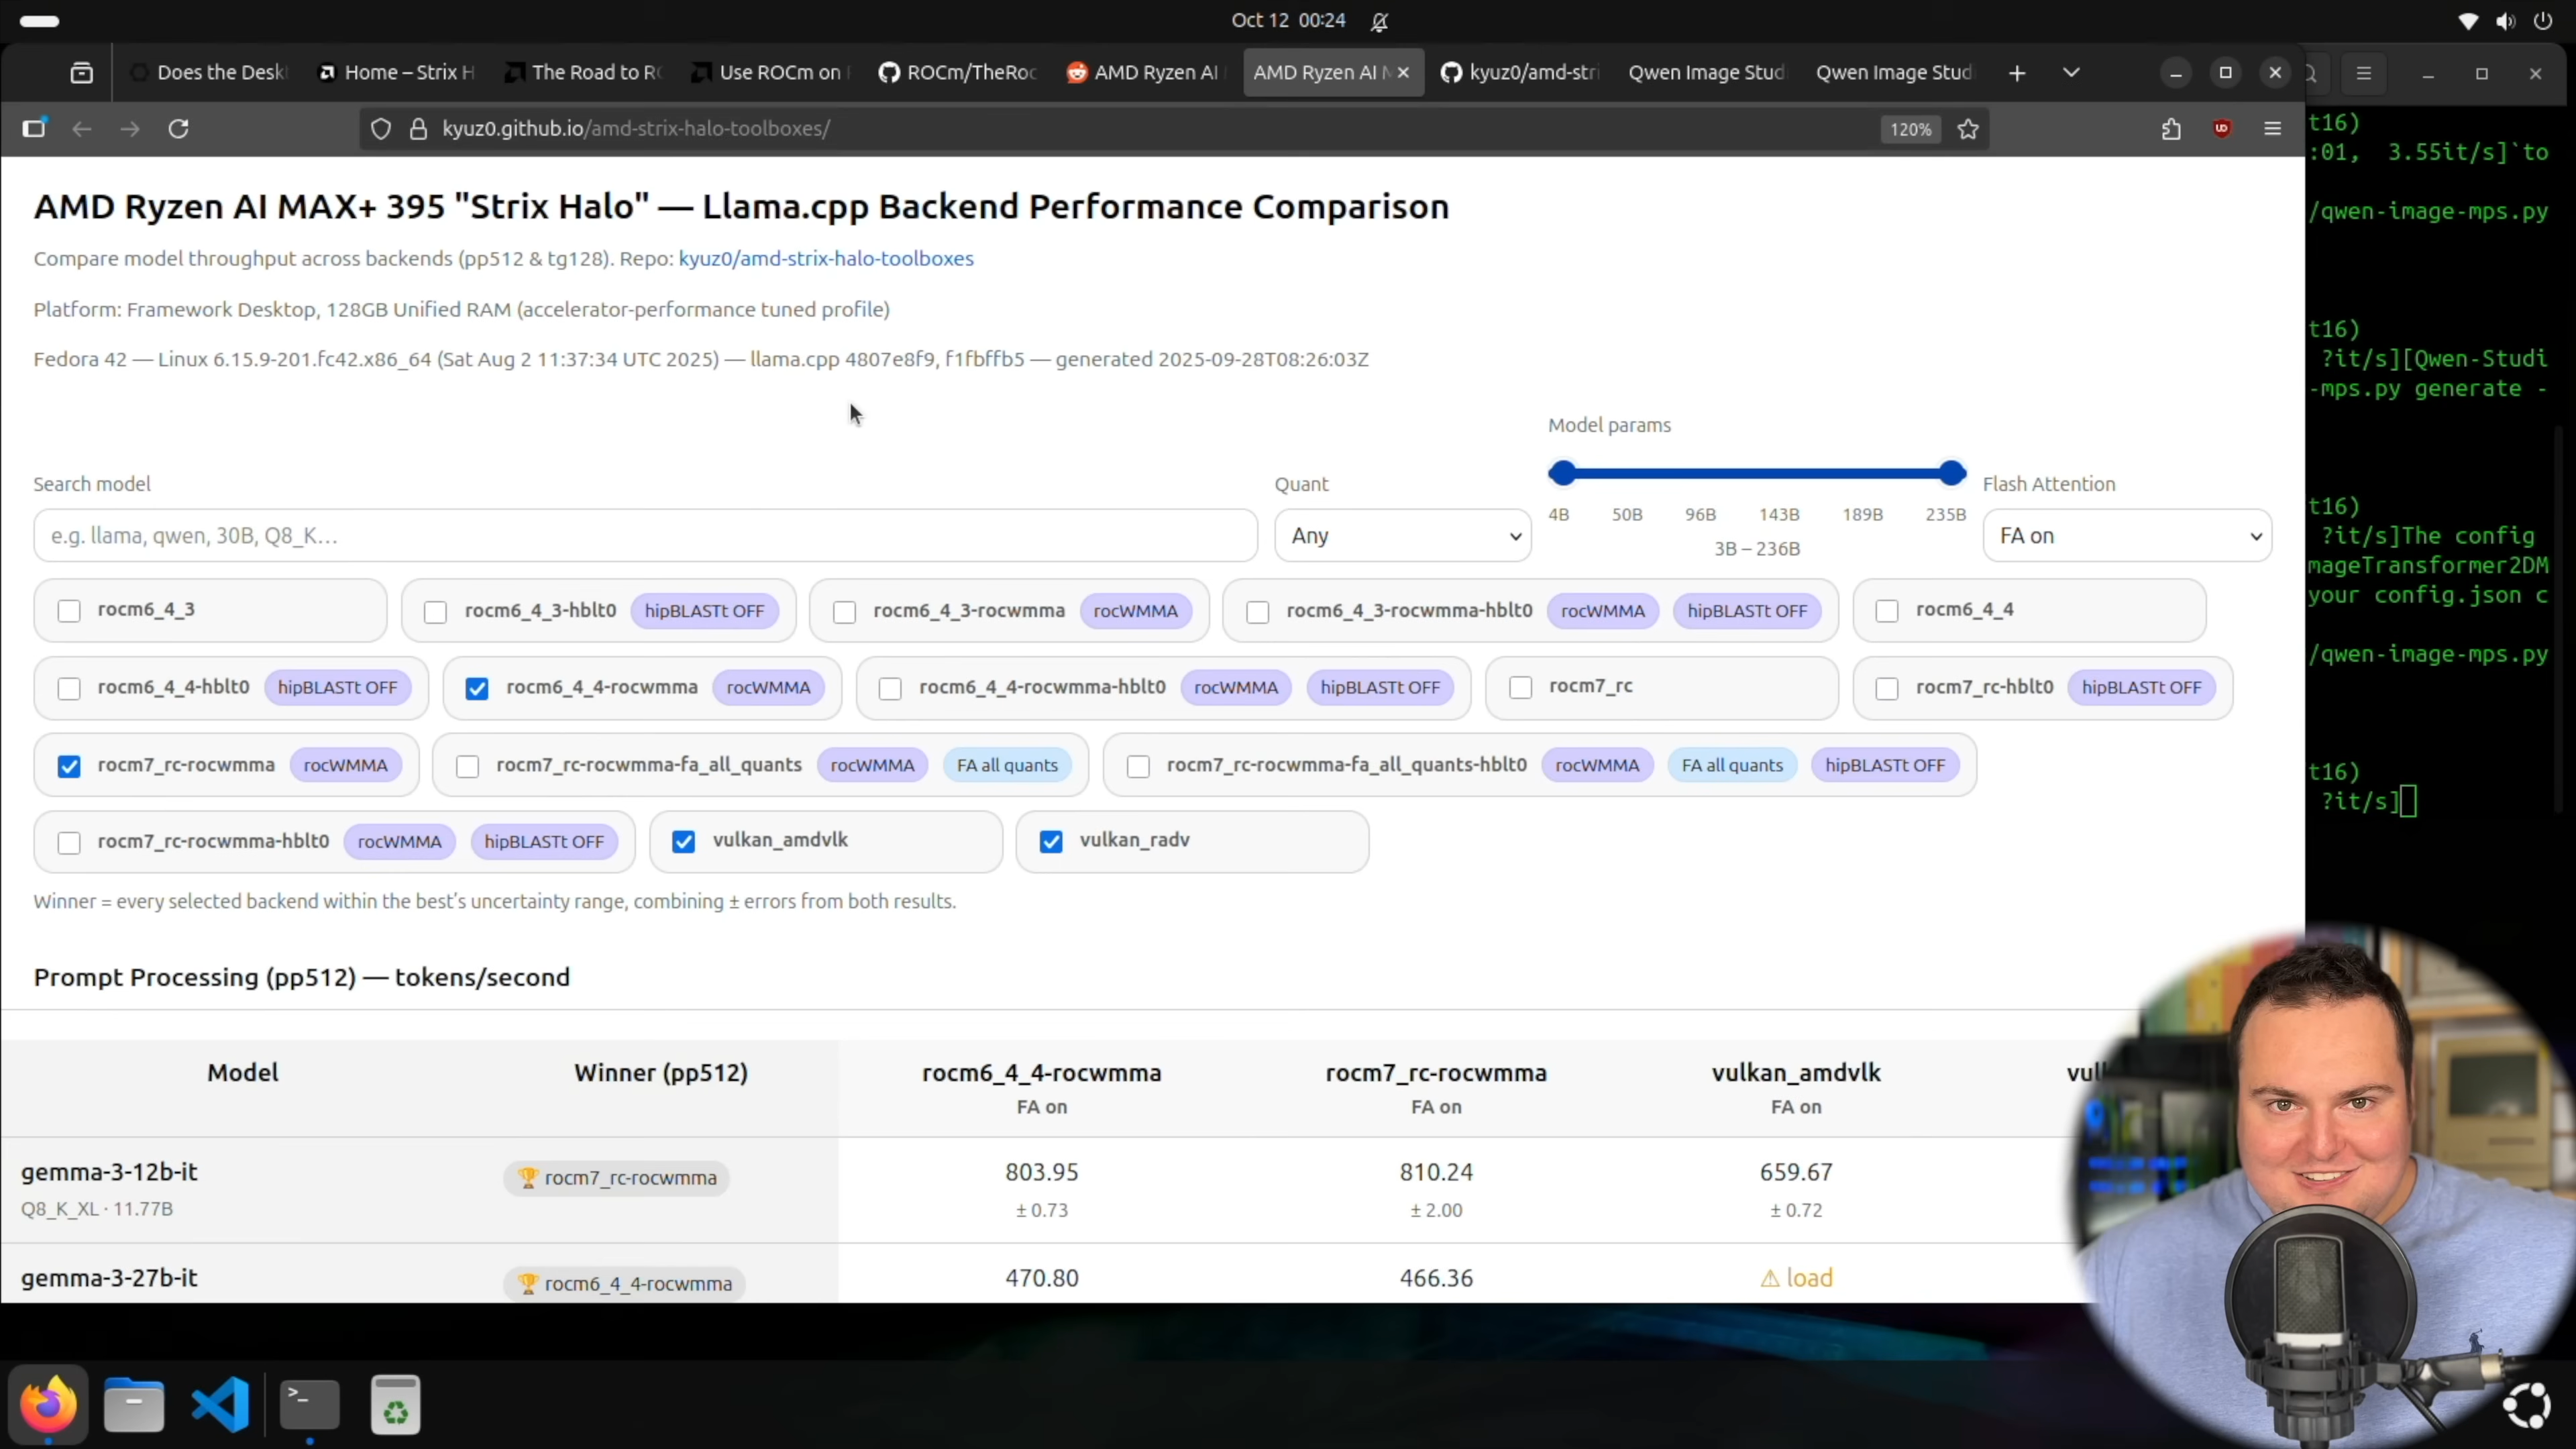 Oct 12 00:24
Does the Desk
Home – Strix H
The Road to RO
Use ROCm on
ROCm/TheRoc
AMD Ryzen AI
AMD Ryzen AI M
kyuz0/amd-stri
Qwen Image Stud
Qwen Image Stud
kyuz0.github.io/amd-strix-halo-toolboxes/
120%
AMD Ryzen AI MAX+ 395 "Strix Halo" — Llama.cpp Backend Performance Comparison
Compare model throughput across backends (pp512 & tg128). Repo: kyuz0/amd-strix-halo-toolboxes
Platform: Framework Desktop, 128GB Unified RAM (accelerator-performance tuned profile)
Fedora 42 — Linux 6.15.9-201.fc42.x86_64 (Sat Aug 2 11:37:34 UTC 2025) — llama.cpp 4807e8f9, f1fbffb5 — generated 2025-09-28T08:26:03Z
Model params
Search model
Quant
Flash Attention
e.g. llama, qwen, 30B, Q8_K…
Any
4B 50B 96B 143B 189B 235B
3B – 236B
FA on
rocm6_4_3
rocm6_4_3-hblt0 hipBLASTt OFF
rocm6_4_3-rocwmma rocWMMA
rocm6_4_3-rocwmma-hblt0 rocWMMA hipBLASTt OFF
rocm6_4_4
rocm6_4_4-hblt0 hipBLASTt OFF
rocm6_4_4-rocwmma rocWMMA
rocm6_4_4-rocwmma-hblt0 rocWMMA hipBLASTt OFF
rocm7_rc
rocm7_rc-hblt0 hipBLASTt OFF
rocm7_rc-rocwmma rocWMMA
rocm7_rc-rocwmma-fa_all_quants rocWMMA FA all quants
rocm7_rc-rocwmma-fa_all_quants-hblt0 rocWMMA FA all quants hipBLASTt OFF
rocm7_rc-rocwmma-hblt0 rocWMMA hipBLASTt OFF
vulkan_amdvlk
vulkan_radv
Winner = every selected backend within the best’s uncertainty range, combining ± errors from both results.
Prompt Processing (pp512) — tokens/second
Model Winner (pp512) rocm6_4_4-rocwmma rocm7_rc-rocwmma vulkan_amdvlk vul
FA on FA on FA on
gemma-3-12b-it 🏆 rocm7_rc-rocwmma 803.95 810.24 659.67
Q8_K_XL · 11.77B ± 0.73 ± 2.00 ± 0.72
gemma-3-27b-it 🏆 rocm6_4_4-rocwmma 470.80 466.36 ⚠ load
t16)
:01, 3.55it/s]`to
/qwen-image-mps.py
t16)
?it/s][Qwen-Studi
-mps.py generate -
t16)
?it/s]The config
mageTransformer2DM
your config.json c
/qwen-image-mps.py
t16)
?it/s]